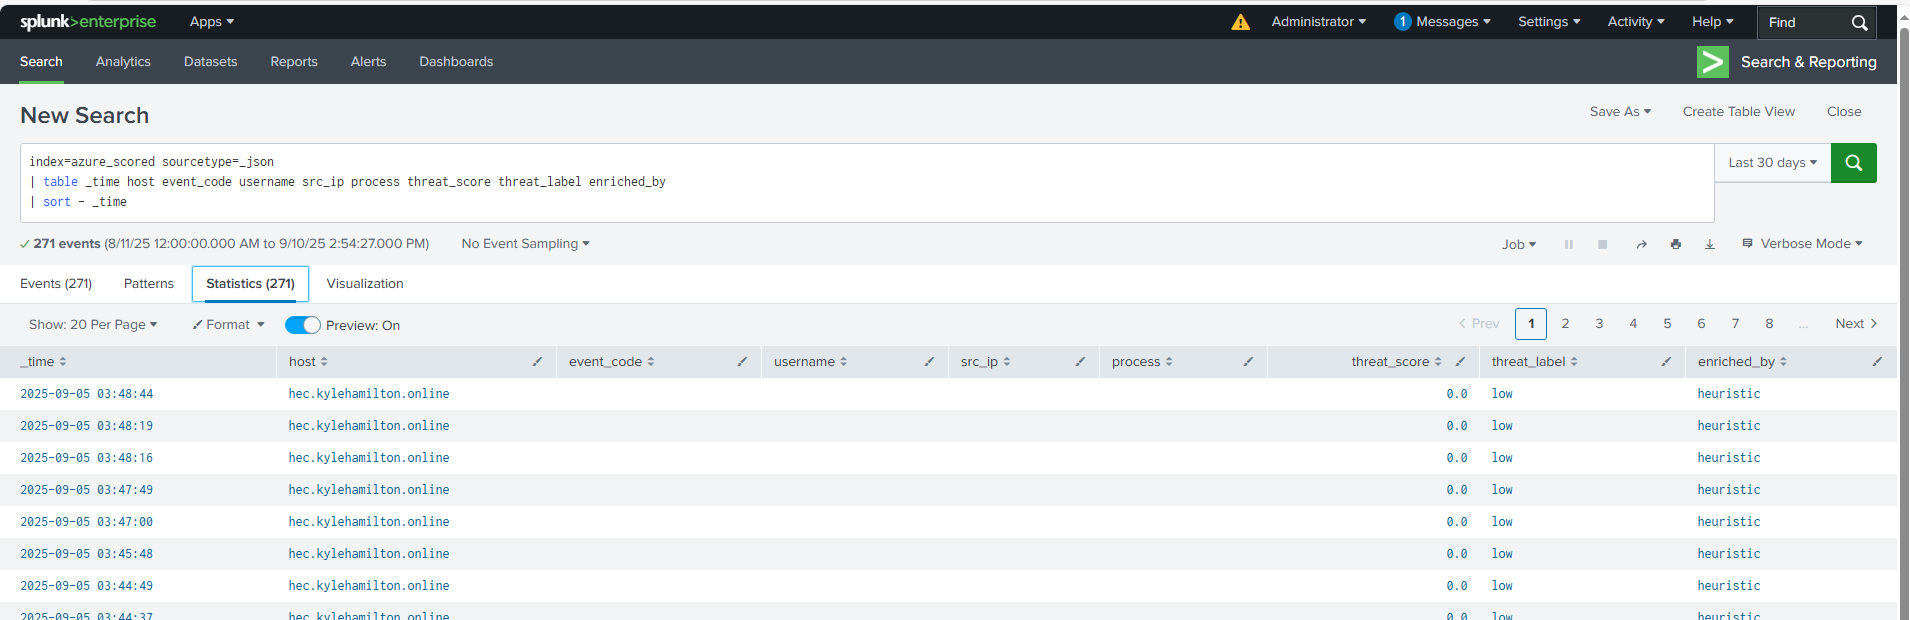 splunk>enterprise Apps Administrator 1 Messages Settings Activity Help Find
Search Analytics Datasets Reports Alerts Dashboards > Search & Reporting
New Search Save As Create Table View Close
index=azure_scored sourcetype=_json Last 30 days
| table _time host event_code username src_ip process threat_score threat_label enriched_by
| sort - _time
✓ 271 events (8/11/25 12:00:00.000 AM to 9/10/25 2:54:27.000 PM) No Event Sampling Job Verbose Mode
Events (271) Patterns Statistics (271) Visualization
Show: 20 Per Page Format Preview: On < Prev 1 2 3 4 5 6 7 8 ... Next >
_time host event_code username src_ip process threat_score threat_label enriched_by
2025-09-05 03:48:44 hec.kylehamilton.online 0.0 low heuristic
2025-09-05 03:48:19 hec.kylehamilton.online 0.0 low heuristic
2025-09-05 03:48:16 hec.kylehamilton.online 0.0 low heuristic
2025-09-05 03:47:49 hec.kylehamilton.online 0.0 low heuristic
2025-09-05 03:47:00 hec.kylehamilton.online 0.0 low heuristic
2025-09-05 03:45:48 hec.kylehamilton.online 0.0 low heuristic
2025-09-05 03:44:49 hec.kylehamilton.online 0.0 low heuristic
2025-09-05 03:44:37 hec.kylehamilton.online 0.0 low heuristic